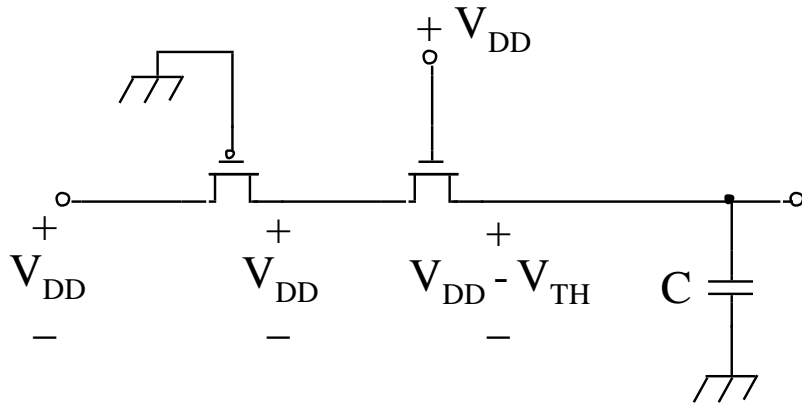 + V_DD
+ + +
V_DD V_DD V_DD - V_TH C
− − −